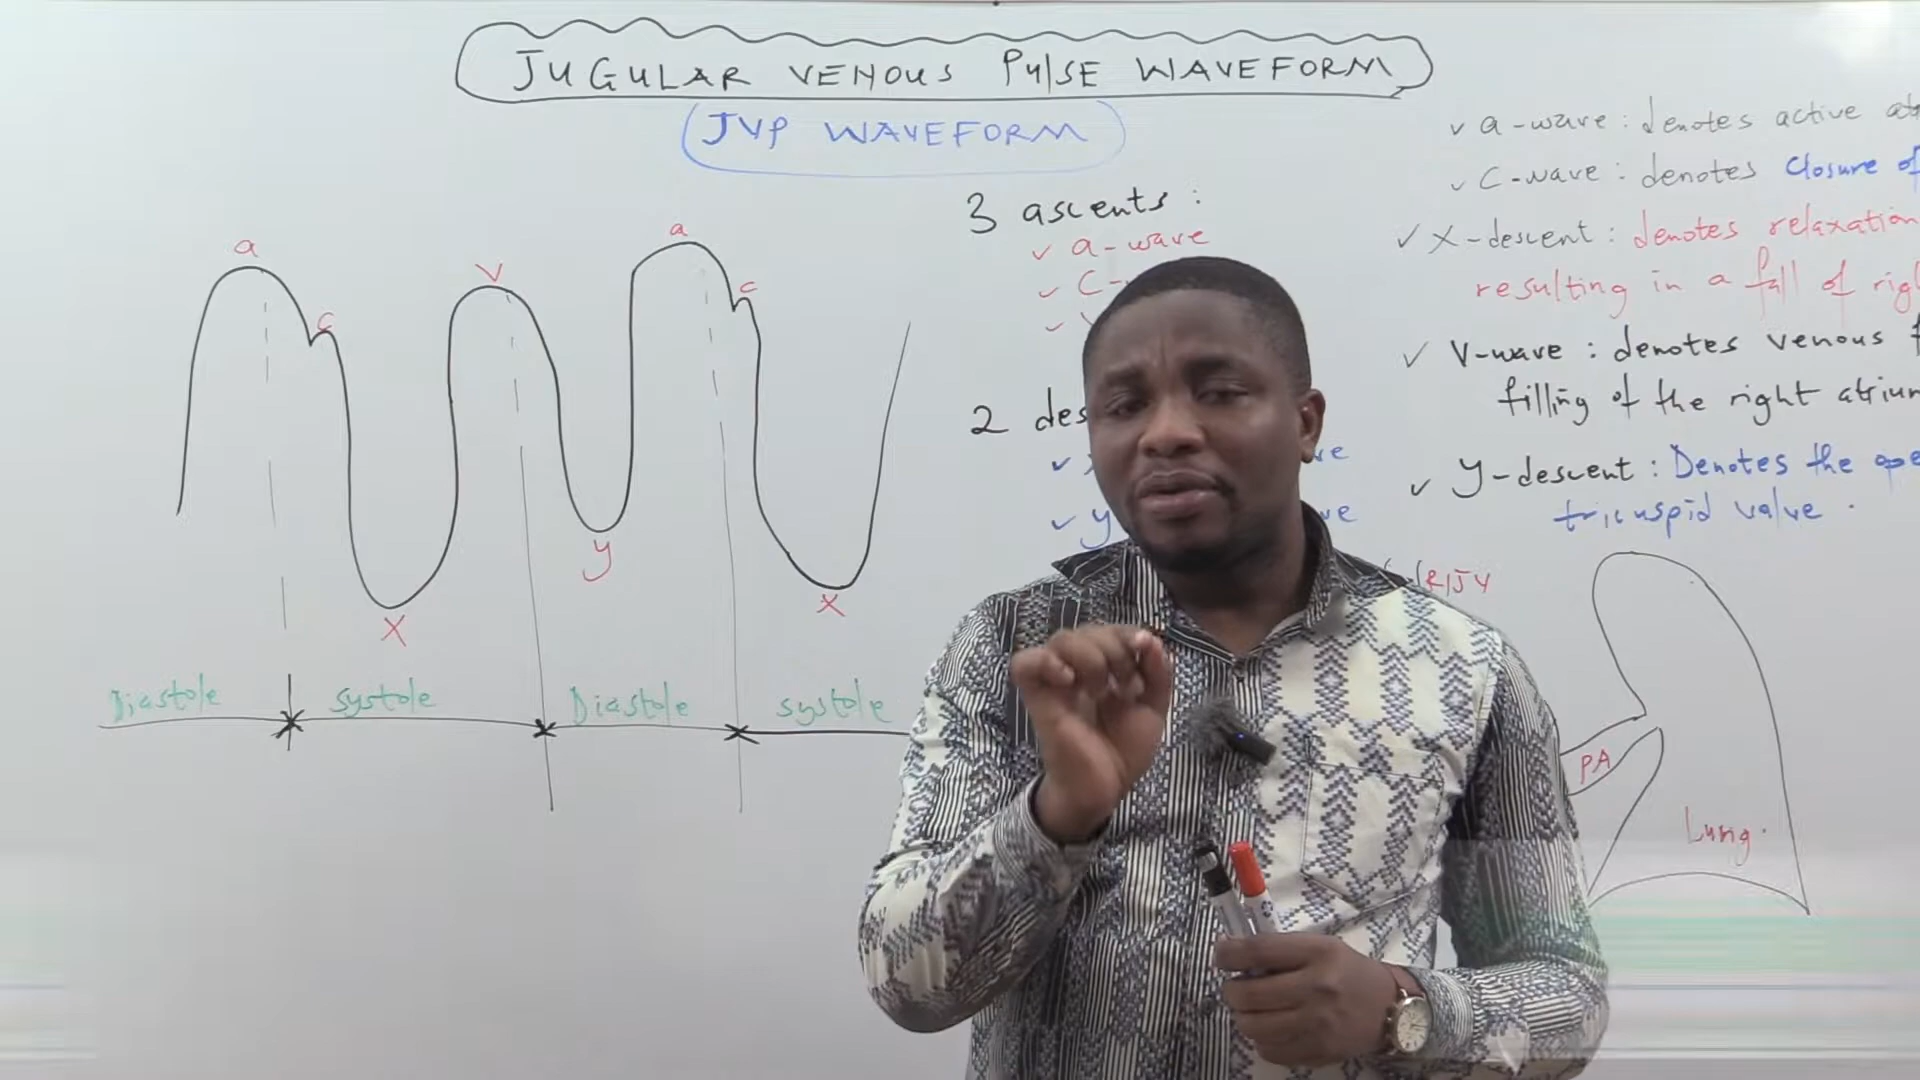 JUGULAR VENOUS PULSE WAVEFORM
JVP WAVEFORM
a
c
x
v
y
a
c
x
Diastole
systole
Diastole
systole
3 ascents :
✓ a-wave
✓ C-
✓
2 des
✓
✓ y
✓ a-wave : denotes active
✓ C-wave : denotes closure of
✓ X-descent : denotes relaxation
resulting in a fall of
✓ V-wave : denotes venous
filling of the right atrium
✓ Y-descent : Denotes the
tricuspid valve .
PA
Lung.